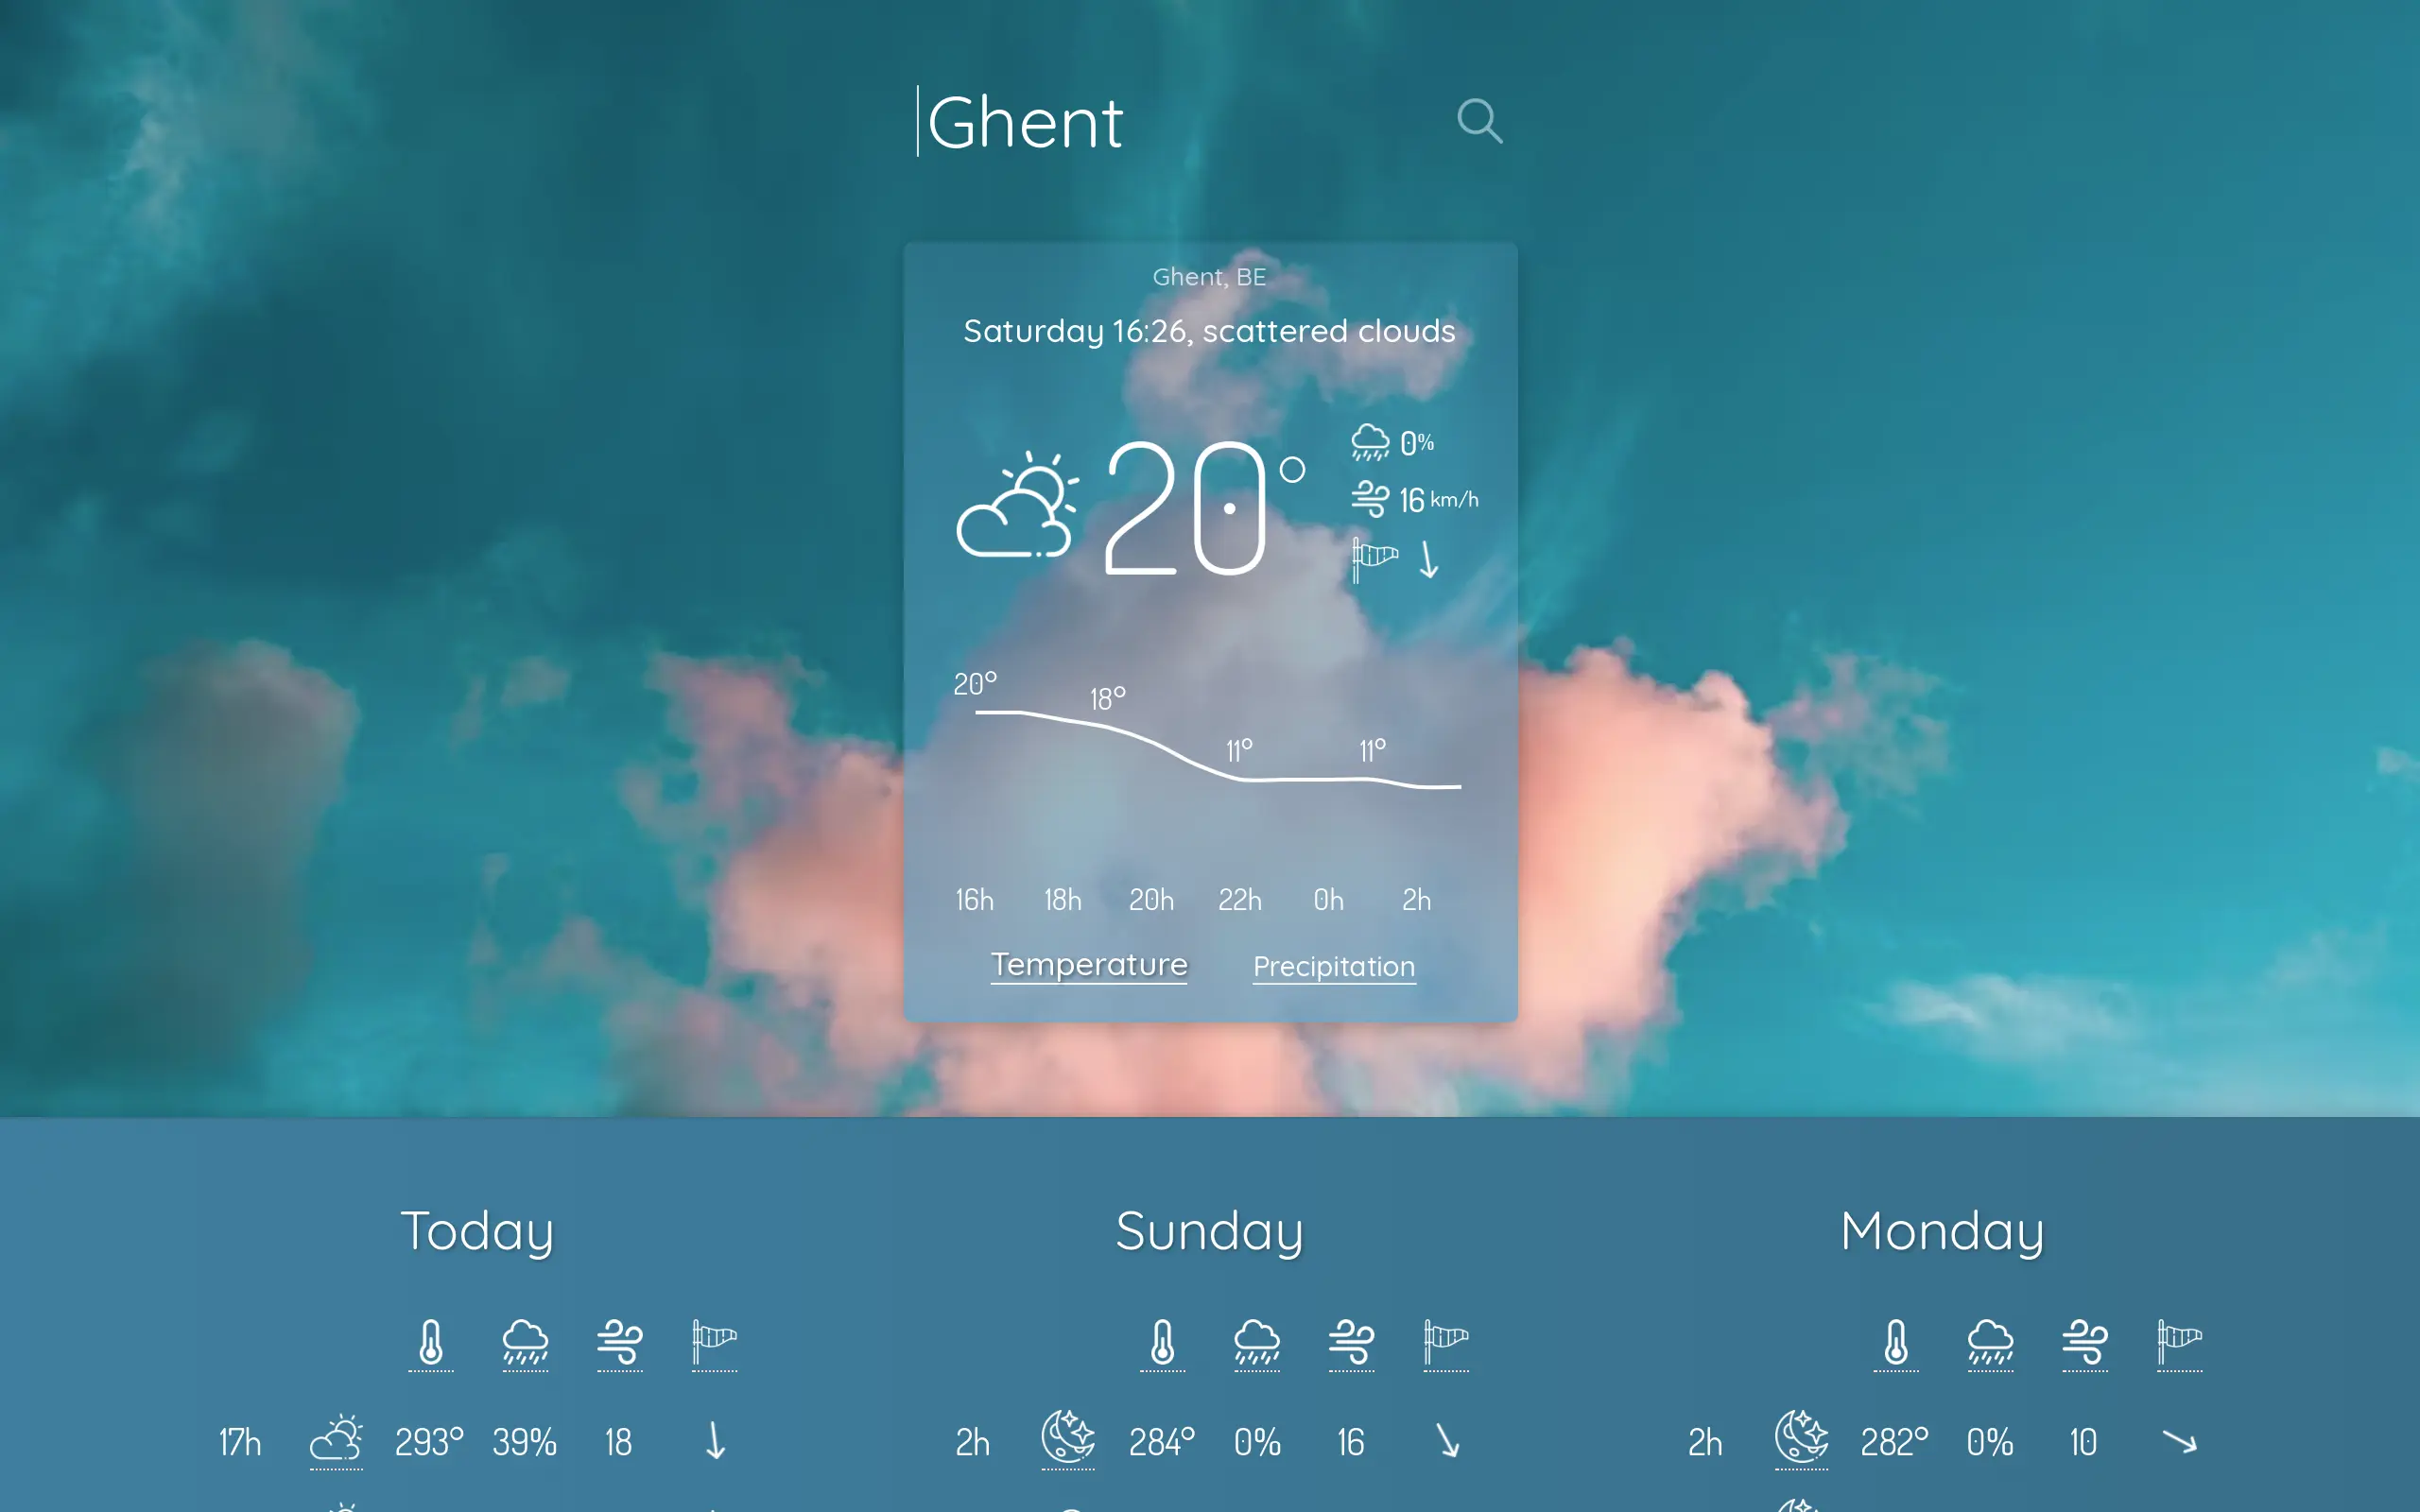 Ghent
Ghent, BE
Saturday 16:26, scattered clouds
20°
0%
16 km/h
20°
18°
11°
11°
16h 18h 20h 22h 0h 2h
Temperature Precipitation
Today
17h 293° 39% 18
Sunday
2h 284° 0% 16
Monday
2h 282° 0% 10